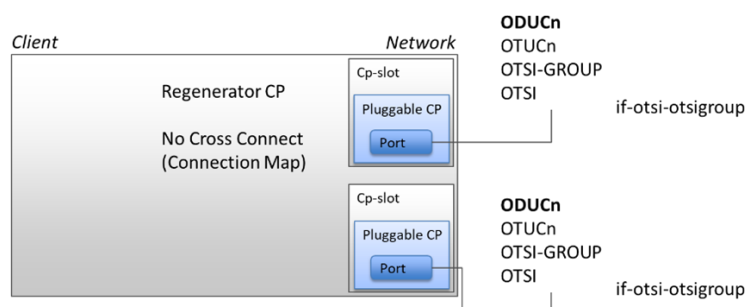 Client
Network
Regenerator CP
No Cross Connect
(Connection Map)
Cp-slot
Pluggable CP
Port
ODUCn
OTUCn
OTSI-GROUP
OTSI
if-otsi-otsigroup
Cp-slot
Pluggable CP
Port
ODUCn
OTUCn
OTSI-GROUP
OTSI
if-otsi-otsigroup